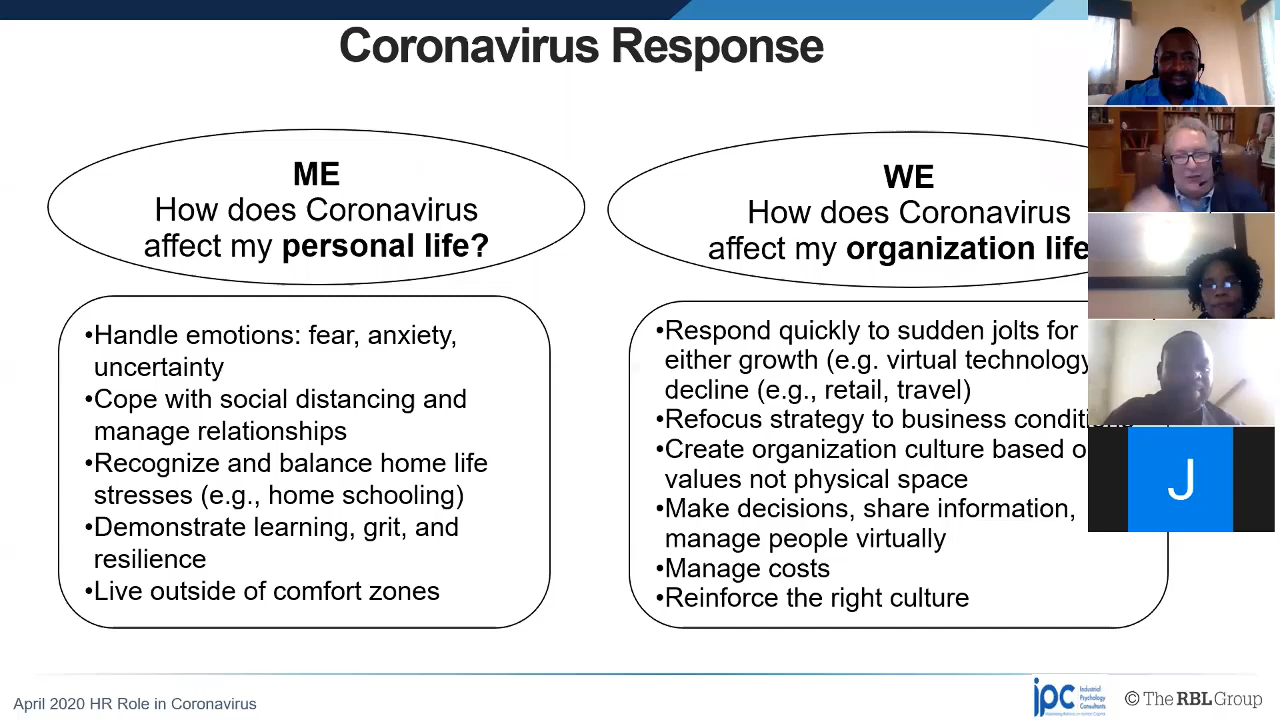 Coronavirus Response
ME
How does Coronavirus
affect my personal life?
•Handle emotions: fear, anxiety,
uncertainty
•Cope with social distancing and
manage relationships
•Recognize and balance home life
stresses (e.g., home schooling)
•Demonstrate learning, grit, and
resilience
•Live outside of comfort zones
WE
How does Coronavirus
affect my organization life
•Respond quickly to sudden jolts for
either growth (e.g. virtual technology
decline (e.g., retail, travel)
•Refocus strategy to business
•Create organization culture based
values not physical space
•Make decisions, share information,
manage people virtually
•Manage costs
•Reinforce the right culture
J
April 2020 HR Role in Coronavirus
ipc
Industrial
Psychology
Consultants
© The RBL Group